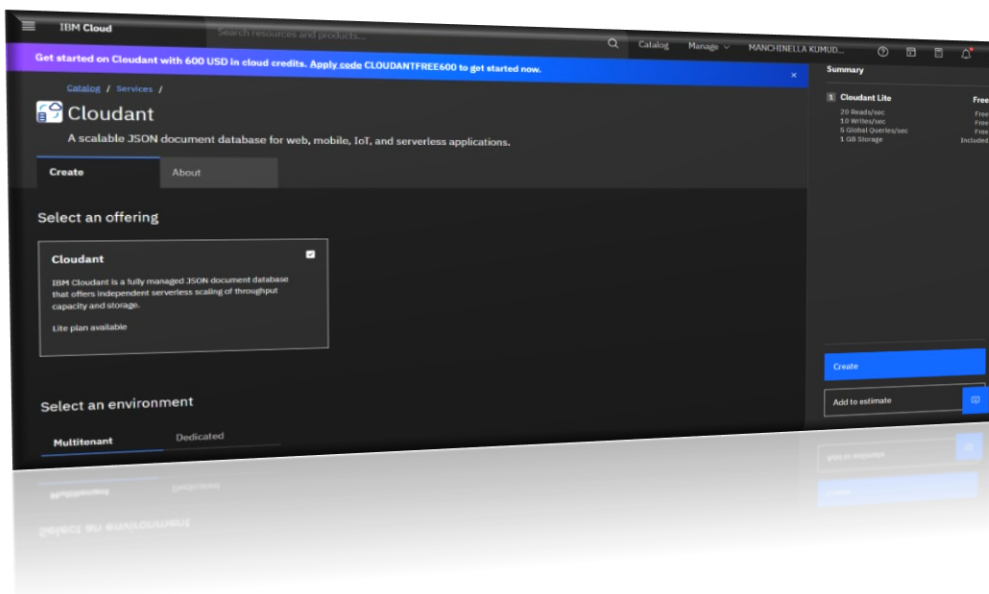 IBM Cloud
Search resources and products...
Catalog
Manage
MANCHINELLA KUMUD...
Get started on Cloudant with 600 USD in cloud credits. Apply code CLOUDANTFREE600 to get started now.
Catalog / Services /
Cloudant
A scalable JSON document database for web, mobile, IoT, and serverless applications.
Create
About
Select an offering
Cloudant
IBM Cloudant is a fully managed JSON document database
that offers independent serverless scaling of throughput
capacity and storage.
Lite plan available
Select an environment
Multitenant
Dedicated
Summary
1 Cloudant Lite Free
20 Reads/sec Free
10 Writes/sec Free
5 Global Queries/sec Free
1 GB Storage Included
Create
Add to estimate